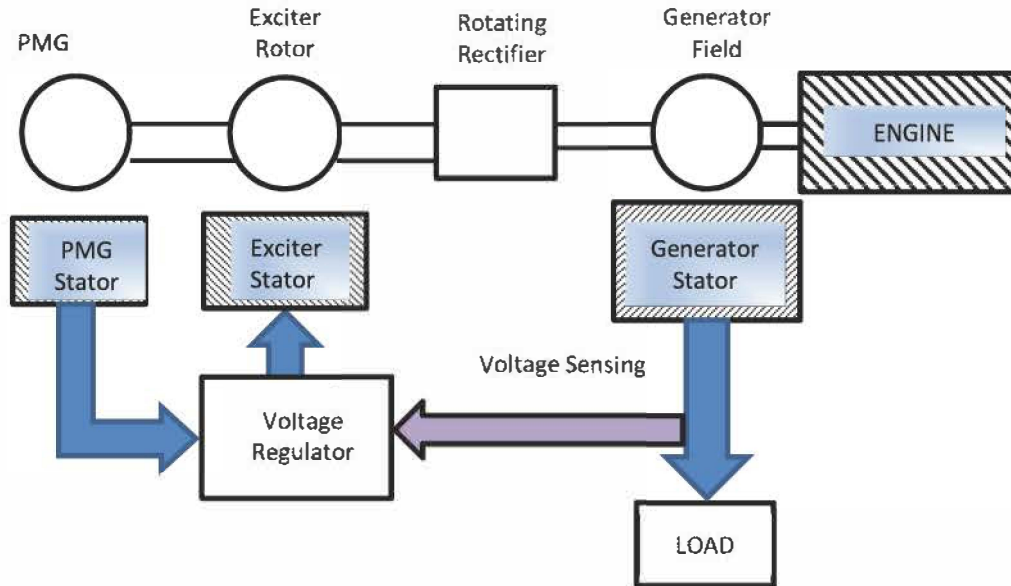 PMG
Exciter
Rotor
Rotating
Rectifier
Generator
Field
ENGINE
PMG
Stator
Exciter
Stator
Generator
Stator
Voltage Sensing
Voltage
Regulator
LOAD